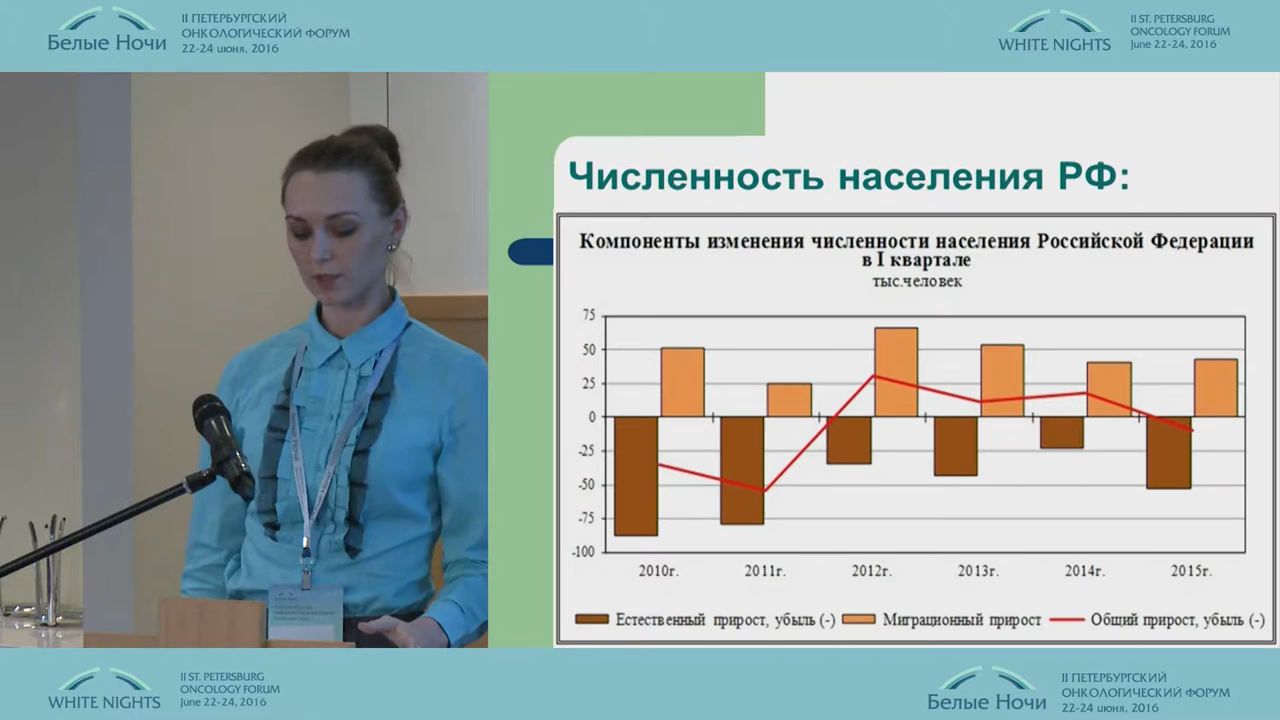 Белые Ночи
II ПЕТЕРБУРГСКИЙ
ОНКОЛОГИЧЕСКИЙ ФОРУМ
22-24 июня, 2016
WHITE NIGHTS
II ST. PETERSBURG
ONCOLOGY FORUM
June 22-24, 2016
Численность населения РФ:
Компоненты изменения численности населения Российской Федерации
в I квартале
тыс.человек
75
50
25
0
-25
-50
-75
-100
2010г. 2011г. 2012г. 2013г. 2014г. 2015г.
Естественный прирост, убыль (-) Миграционный прирост Общий прирост, убыль (-)
WHITE NIGHTS
II ST. PETERSBURG
ONCOLOGY FORUM
June 22-24, 2016
Белые Ночи
II ПЕТЕРБУРГСКИЙ
ОНКОЛОГИЧЕСКИЙ ФОРУМ
22-24 июня, 2016